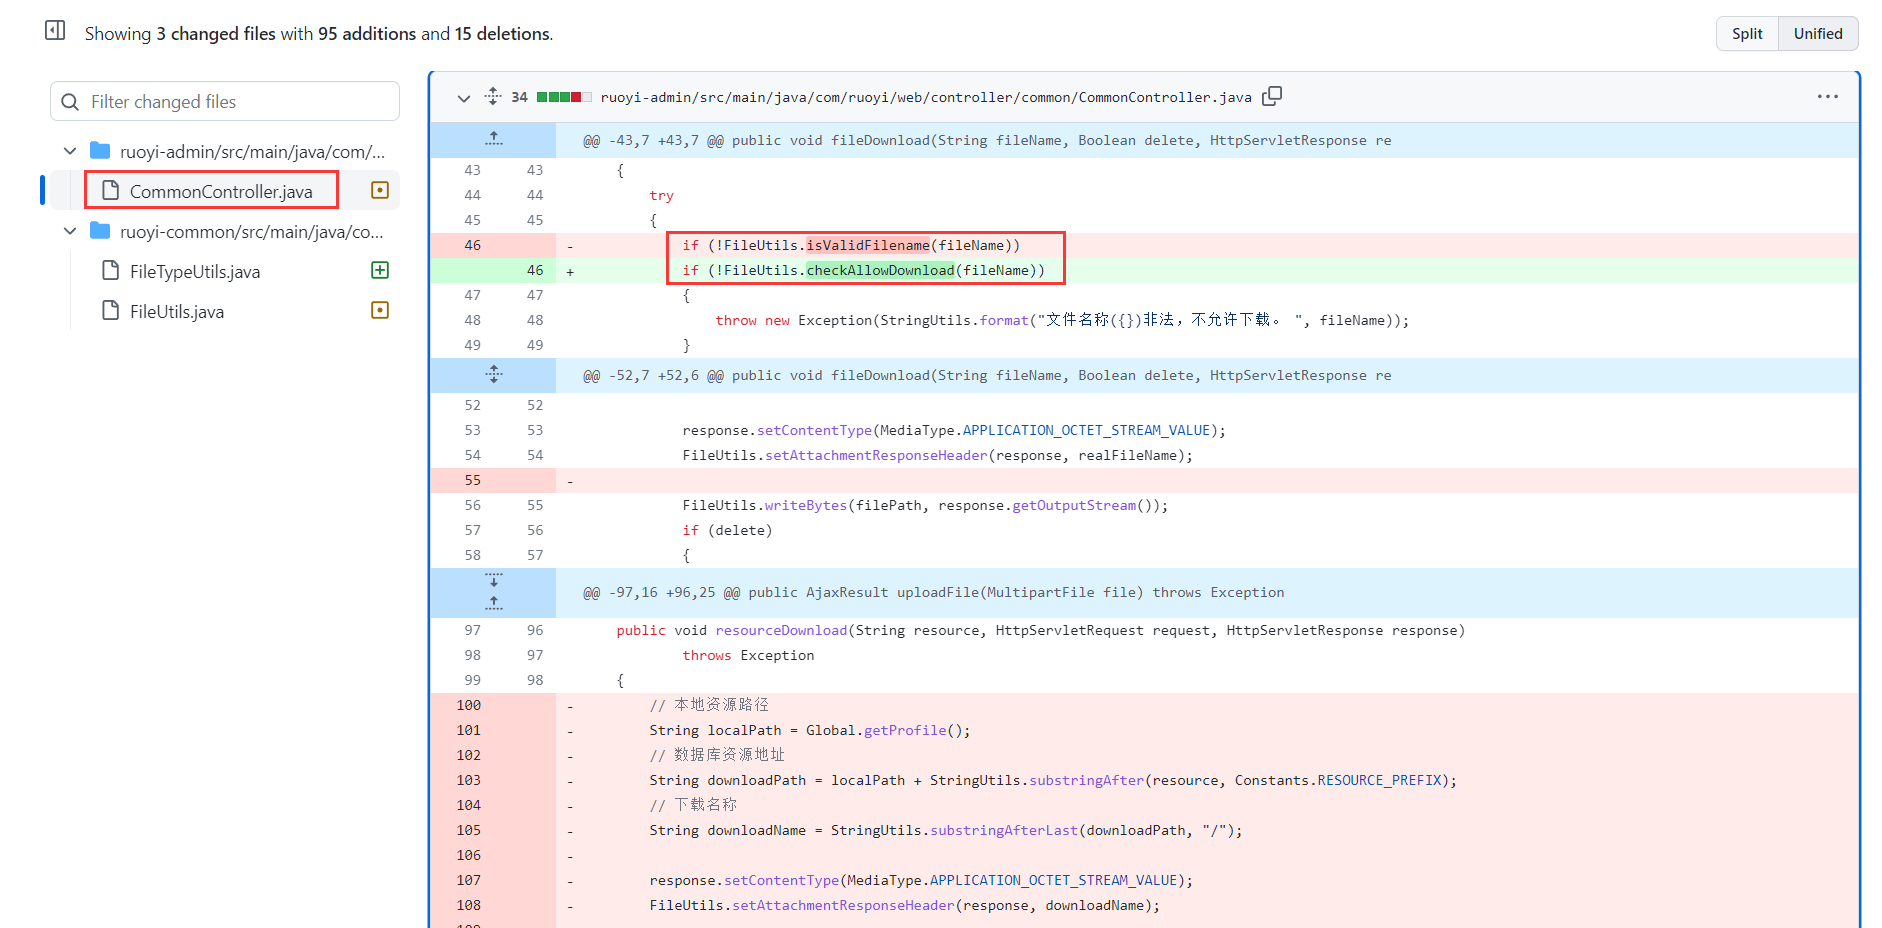 Showing 3 changed files with 95 additions and 15 deletions.
Split
Unified
Filter changed files
ruoyi-admin/src/main/java/com/...
CommonController.java
ruoyi-common/src/main/java/co...
FileTypeUtils.java
FileUtils.java
34 ruoyi-admin/src/main/java/com/ruoyi/web/controller/common/CommonController.java
@@ -43,7 +43,7 @@ public void fileDownload(String fileName, Boolean delete, HttpServletResponse re
43 43 {
44 44 try
45 45 {
46 - if (!FileUtils.isValidFilename(fileName))
46 + if (!FileUtils.checkAllowDownload(fileName))
47 47 {
48 48 throw new Exception(StringUtils.format("文件名称({})非法，不允许下载。 ", fileName));
49 49 }
@@ -52,7 +52,6 @@ public void fileDownload(String fileName, Boolean delete, HttpServletResponse re
52 52
53 53 response.setContentType(MediaType.APPLICATION_OCTET_STREAM_VALUE);
54 54 FileUtils.setAttachmentResponseHeader(response, realFileName);
55 -
56 55 FileUtils.writeBytes(filePath, response.getOutputStream());
57 56 if (delete)
58 57 {
@@ -97,16 +96,25 @@ public AjaxResult uploadFile(MultipartFile file) throws Exception
97 96 public void resourceDownload(String resource, HttpServletRequest request, HttpServletResponse response)
98 97 throws Exception
99 98 {
100 - // 本地资源路径
101 - String localPath = Global.getProfile();
102 - // 数据库资源地址
103 - String downloadPath = localPath + StringUtils.substringAfter(resource, Constants.RESOURCE_PREFIX);
104 - // 下载名称
105 - String downloadName = StringUtils.substringAfterLast(downloadPath, "/");
106 -
107 - response.setContentType(MediaType.APPLICATION_OCTET_STREAM_VALUE);
108 - FileUtils.setAttachmentResponseHeader(response, downloadName);